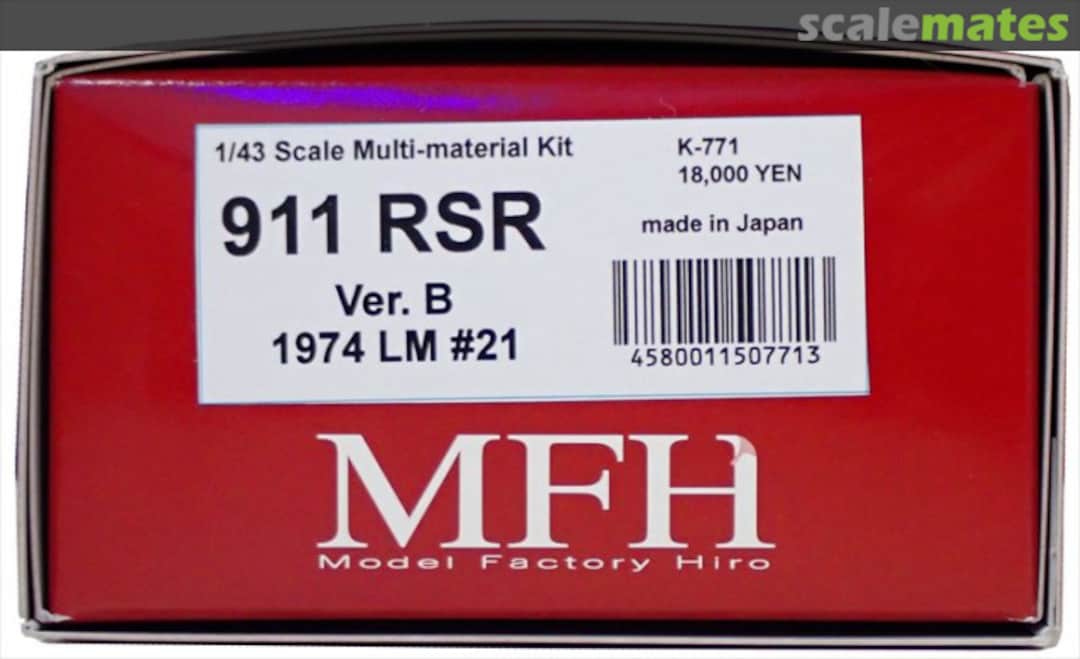 scalemates
1/43 Scale Multi-material Kit
K-771
18,000 YEN
911 RSR
made in Japan
Ver. B
1974 LM #21
4580011507713
MFH
Model Factory Hiro